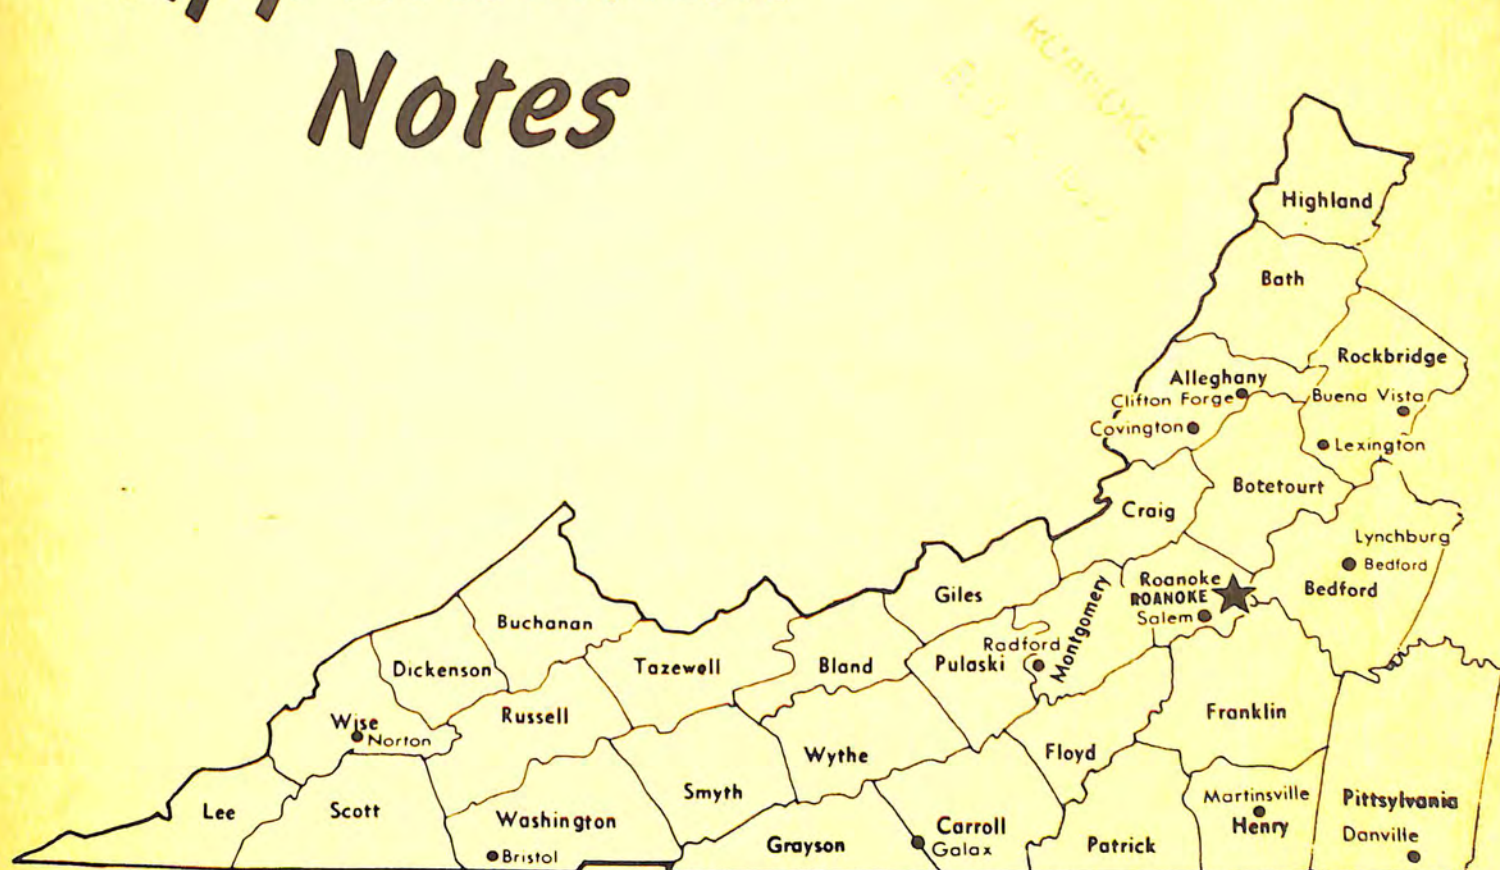 Notes
ROANOKE
Highland
Bath
Rockbridge
Alleghany
Clifton Forge
Buena Vista
Covington
Lexington
Botetourt
Craig
Lynchburg
Bedford
Bedford
Roanoke
ROANOKE
Salem
Giles
Montgomery
Buchanan
Radford
Dickenson
Tazewell
Bland
Pulaski
Russell
Wise
Norton
Franklin
Wythe
Floyd
Smyth
Martinsville
Pittsylvania
Lee
Scott
Washington
Carroll
Henry
Danville
Grayson
Galax
Patrick
Bristol